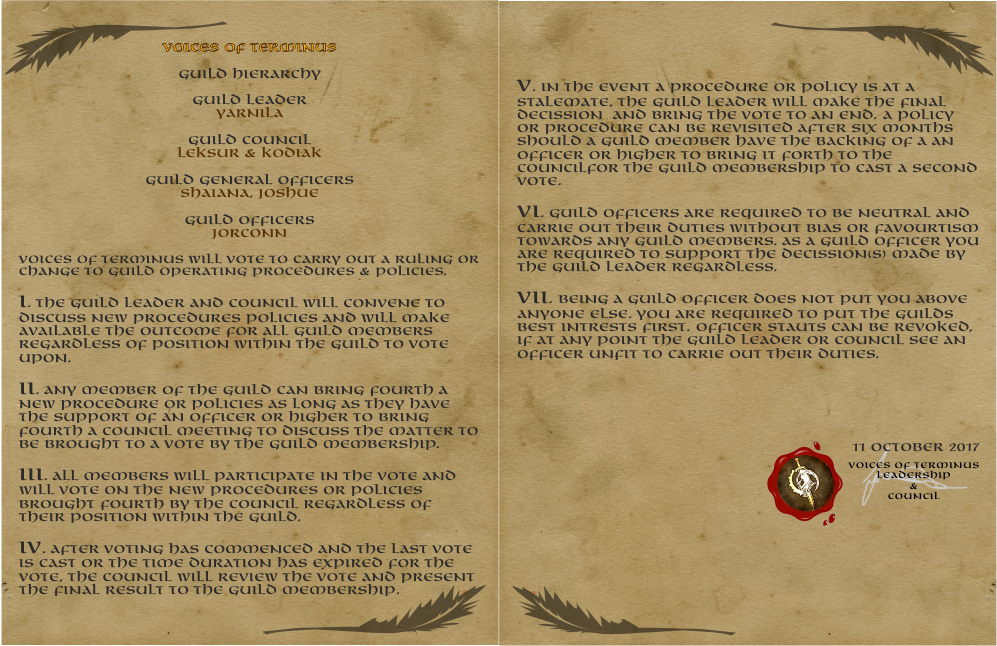 VOICES OF TERMINUS
GUILD HIERARCHY
GUILD LEADER
YARNILA
GUILD COUNCIL
LEKSUR & KODIAK
GUILD GENERAL OFFICERS
SHAIANA, JOSHUE
GUILD OFFICERS
JORCONN
VOICES OF TERMINUS WILL VOTE TO CARRY OUT A RULING OR
CHANGE TO GUILD OPERATING PROCEDURES & POLICIES.
I. THE GUILD LEADER AND COUNCIL WILL CONVENE TO
DISCUSS NEW PROCEDURES POLICIES AND WILL MAKE
AVAILABLE THE OUTCOME FOR ALL GUILD MEMBERS
REGARDLESS OF POSITION WITHIN THE GUILD TO VOTE
UPON.
II. ANY MEMBER OF THE GUILD CAN BRING FOURTH A
NEW PROCEDURE OR POLICIES AS LONG AS THEY HAVE
THE SUPPORT OF AN OFFICER OR HIGHER TO BRING
FOURTH A COUNCIL MEETING TO DISCUSS THE MATTER TO
BE BROUGHT TO A VOTE BY THE GUILD MEMBERSHIP.
III. ALL MEMBERS WILL PARTICIPATE IN THE VOTE AND
WILL VOTE ON THE NEW PROCEDURES OR POLICIES
BROUGHT FOURTH BY THE COUNCIL REGARDLESS OF
THEIR POSITION WITHIN THE GUILD.
IV. AFTER VOTING HAS COMMENCED AND THE LAST VOTE
IS CAST OR THE TIME DURATION HAS EXPIRED FOR THE
VOTE, THE COUNCIL WILL REVIEW THE VOTE AND PRESENT
THE FINAL RESULT TO THE GUILD MEMBERSHIP.
V. IN THE EVENT A PROCEDURE OR POLICY IS AT A
STALEMATE, THE GUILD LEADER WILL MAKE THE FINAL
DECISSION AND BRING THE VOTE TO AN END. A POLICY
OR PROCEDURE CAN BE REVISITED AFTER SIX MONTHS
SHOULD A GUILD MEMBER HAVE THE BACKING OF A AN
OFFICER OR HIGHER TO BRING IT FORTH TO THE
COUNCILFOR THE GUILD MEMBERSHIP TO CAST A SECOND
VOTE.
VI. GUILD OFFICERS ARE REQUIRED TO BE NEUTRAL AND
CARRIE OUT THEIR DUTIES WITHOUT BIAS OR FAVOURTISM
TOWARDS ANY GUILD MEMBERS. AS A GUILD OFFICER YOU
ARE REQUIRED TO SUPPORT THE DECISSION(S) MADE BY
THE GUILD LEADER REGARDLESS.
VII. BEING A GUILD OFFICER DOES NOT PUT YOU ABOVE
ANYONE ELSE, YOU ARE REQUIRED TO PUT THE GUILDS
BEST INTRESTS FIRST. OFFICER STAUTS CAN BE REVOKED,
IF AT ANY POINT THE GUILD LEADER OR COUNCIL SEE AN
OFFICER UNFIT TO CARRIE OUT THEIR DUTIES.
11 OCTOBER 2017
VOICES OF TERMINUS
LEADERSHIP
&
COUNCIL